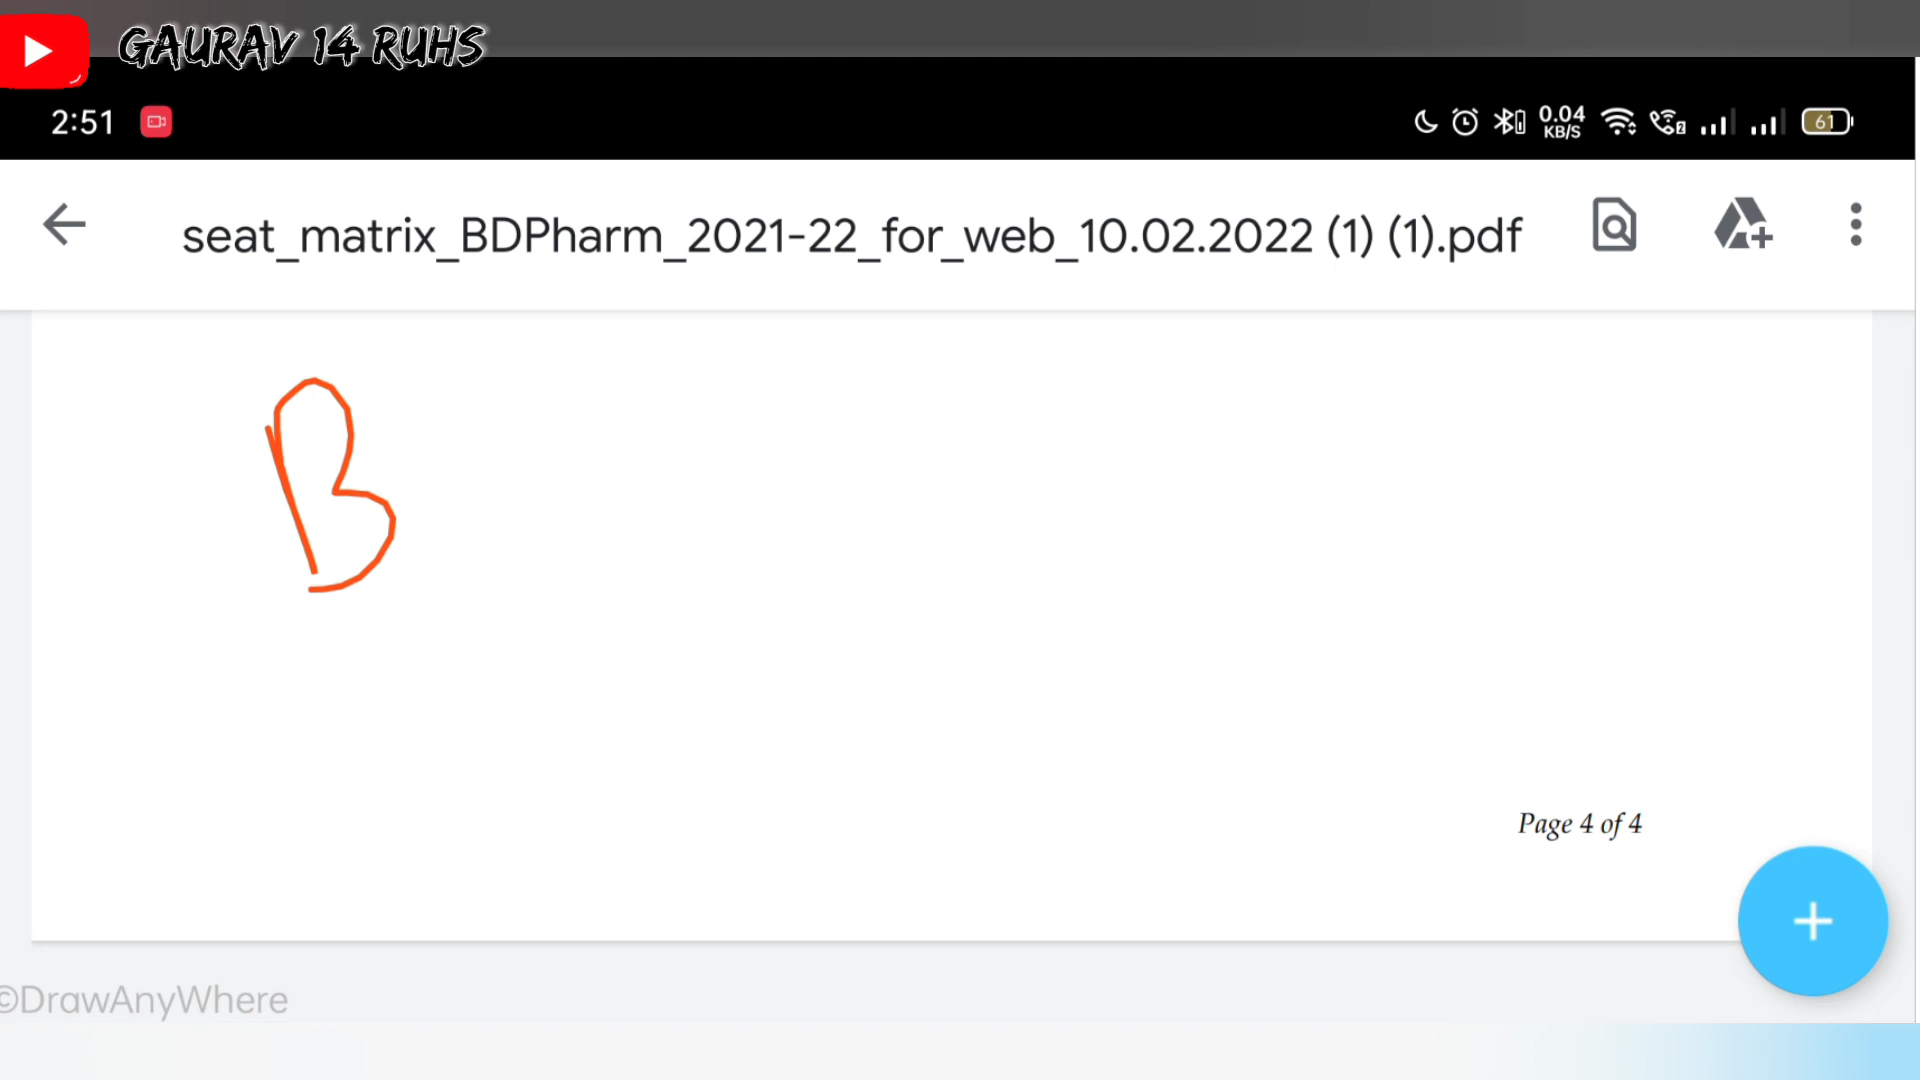 GAURAV 14 RUHS
2:51
0.04 KB/S
2
61
seat_matrix_BDPharm_2021-22_for_web_10.02.2022 (1) (1).pdf
B
Page 4 of 4
©DrawAnyWhere